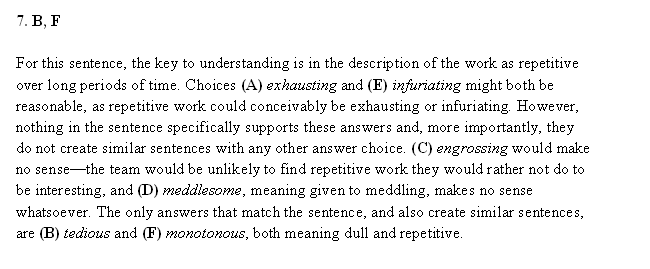 7. B, F
For this sentence, the key to understanding is in the description of the work as repetitive
over long periods of time. Choices (A) exhausting and (E) infuriating might both be
reasonable, as repetitive work could conceivably be exhausting or infuriating. However,
nothing in the sentence specifically supports these answers and, more importantly, they
do not create similar sentences with any other answer choice. (C) engrossing would make
no sense—the team would be unlikely to find repetitive work they would rather not do to
be interesting, and (D) meddlesome, meaning given to meddling, makes no sense
whatsoever. The only answers that match the sentence, and also create similar sentences,
are (B) tedious and (F) monotonous, both meaning dull and repetitive.